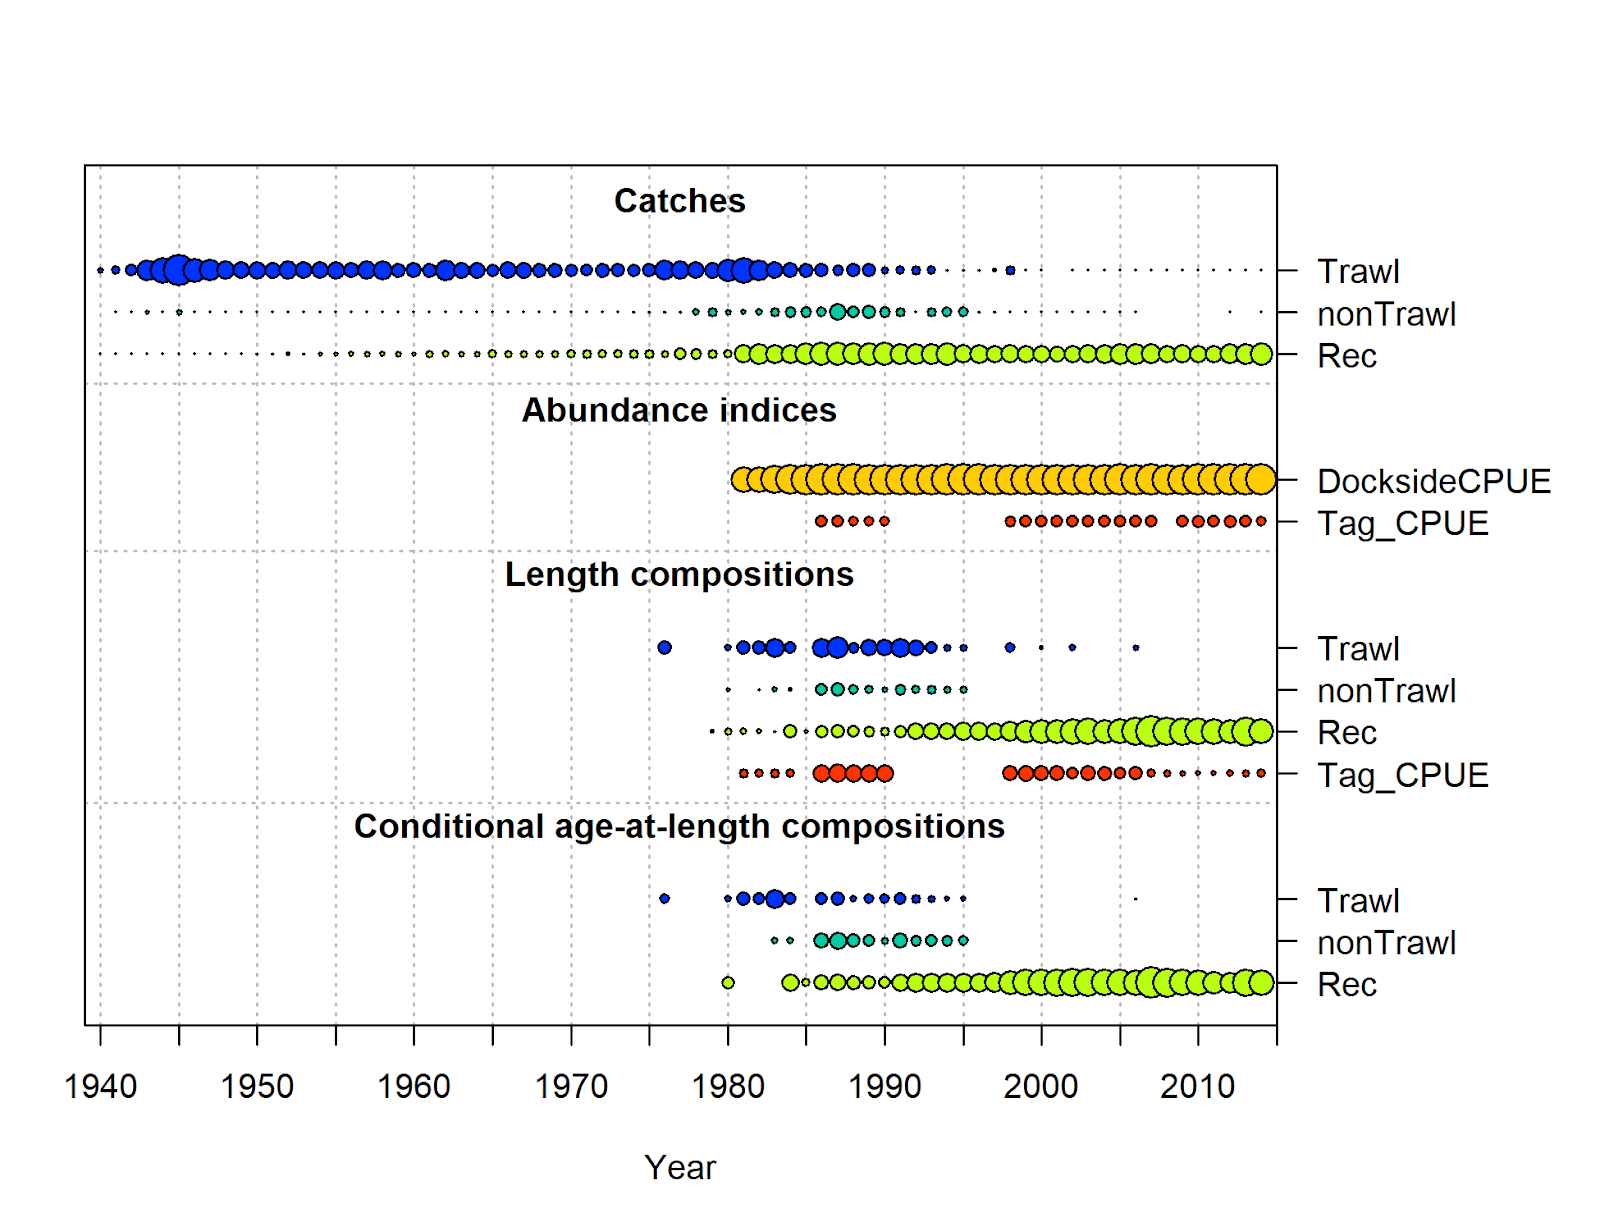 Catches
Trawl
nonTrawl
Rec
Abundance indices
DocksideCPUE
Tag_CPUE
Length compositions
Trawl
nonTrawl
Rec
Tag_CPUE
Conditional age-at-length compositions
Trawl
nonTrawl
Rec
1940 1950 1960 1970 1980 1990 2000 2010
Year